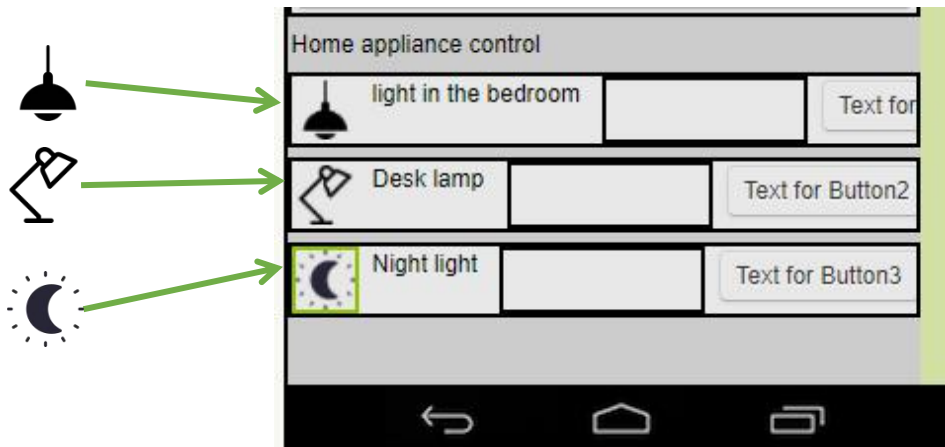 Home appliance control
light in the bedroom
Text for
Desk lamp
Text for Button2
Night light
Text for Button3